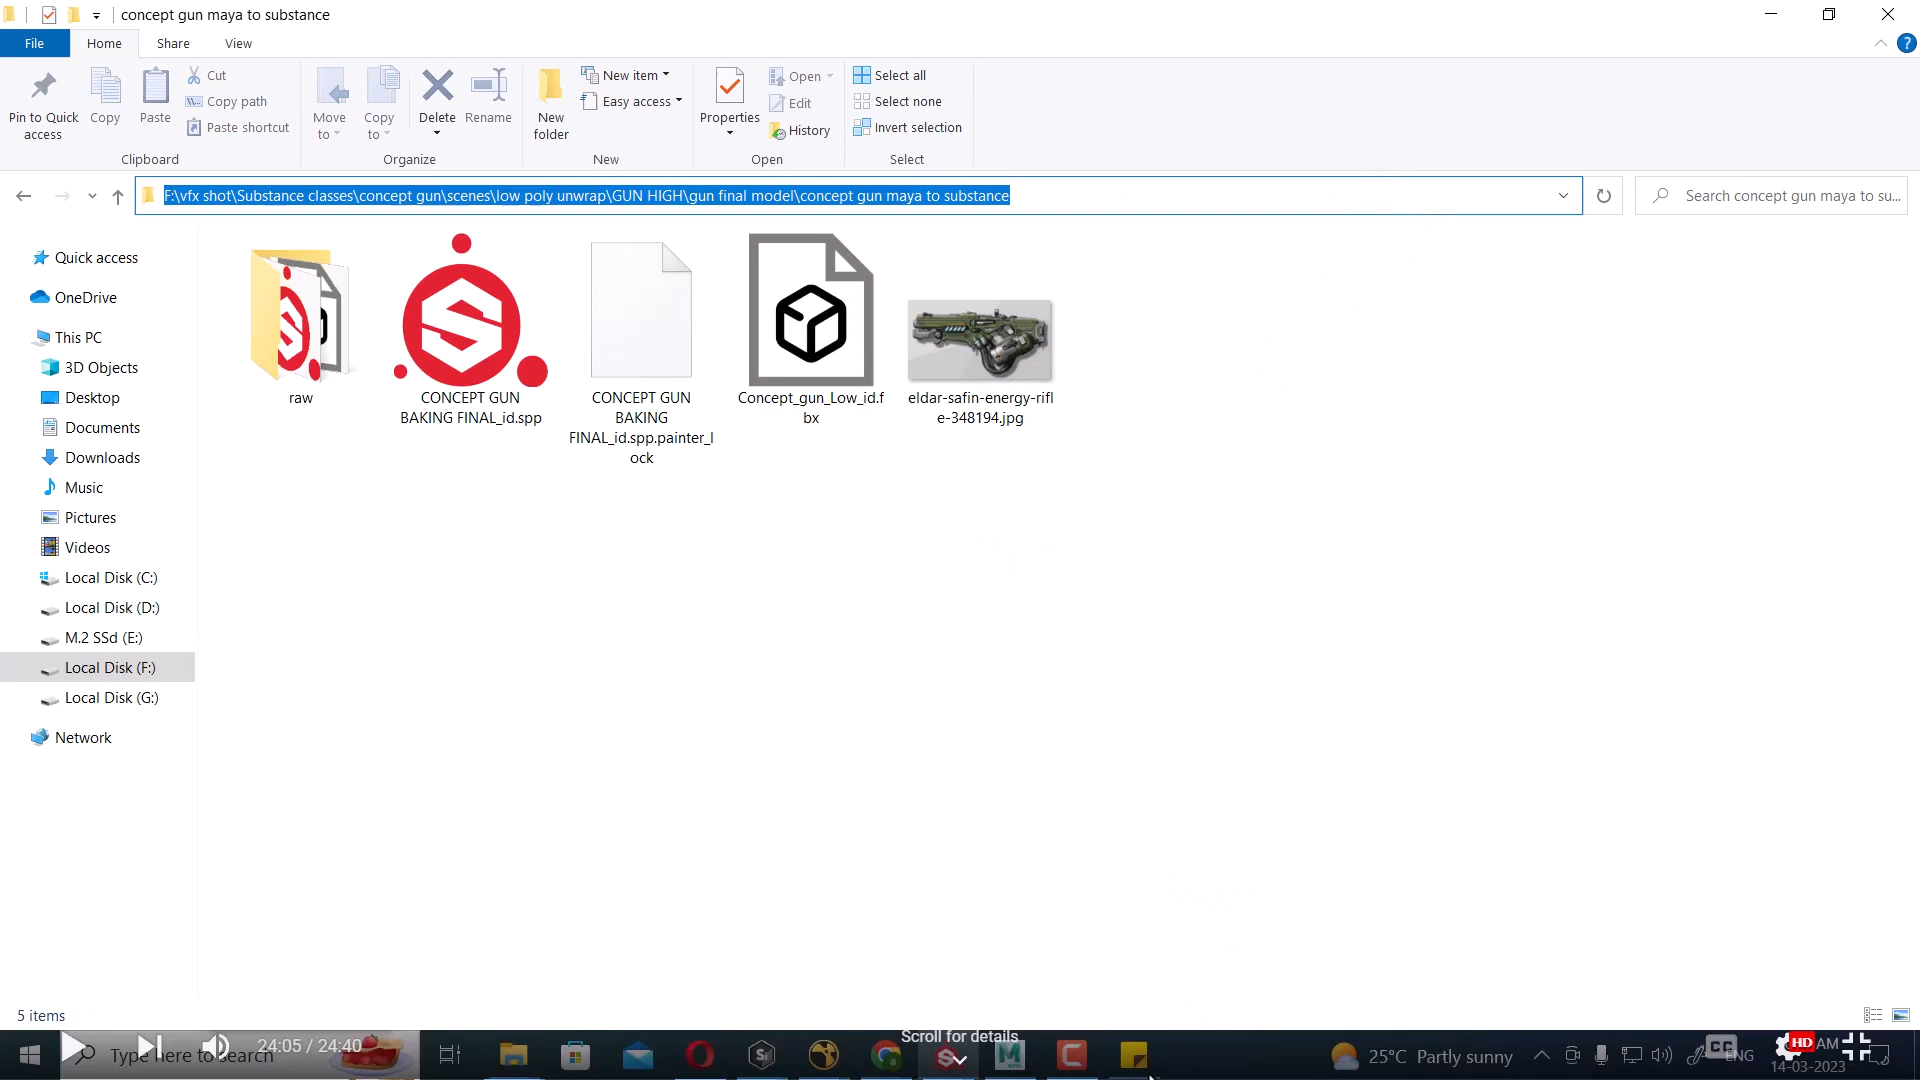 concept gun maya to substance
File
Home
Share
View
Pin to Quick
access
Copy
Paste
Cut
Copy path
Paste shortcut
Clipboard
Move
to
Copy
to
Delete
Rename
Organize
New
folder
New item
Easy access
New
Properties
Open
Edit
History
Open
Select all
Select none
Invert selection
Select
F:\vfx shot\Substance classes\concept gun\scenes\low poly unwrap\GUN HIGH\gun final model\concept gun maya to substance
Search concept gun maya to su...
Quick access
OneDrive
This PC
3D Objects
Desktop
Documents
Downloads
Music
Pictures
Videos
Local Disk (C:)
Local Disk (D:)
M.2 SSd (E:)
Local Disk (F:)
Local Disk (G:)
Network
raw
CONCEPT GUN
BAKING FINAL_id.spp
CONCEPT GUN
BAKING
FINAL_id.spp.painter_l
ock
Concept_gun_Low_id.f
bx
eldar-safin-energy-rifl
e-348194.jpg
5 items
Type here to search
24:05 / 24:40
Scroll for details
25°C Partly sunny
CC
ENG
HD
AM
14-03-2023